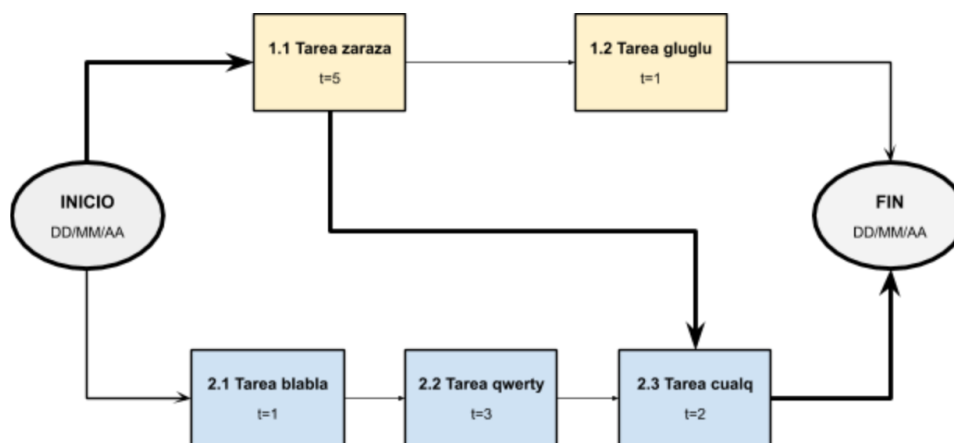 1.1 Tarea zaraza
t=5
1.2 Tarea gluglu
t=1
INICIO
DD/MM/AA
FIN
DD/MM/AA
2.1 Tarea blabla
t=1
2.2 Tarea qwerty
t=3
2.3 Tarea cualq
t=2